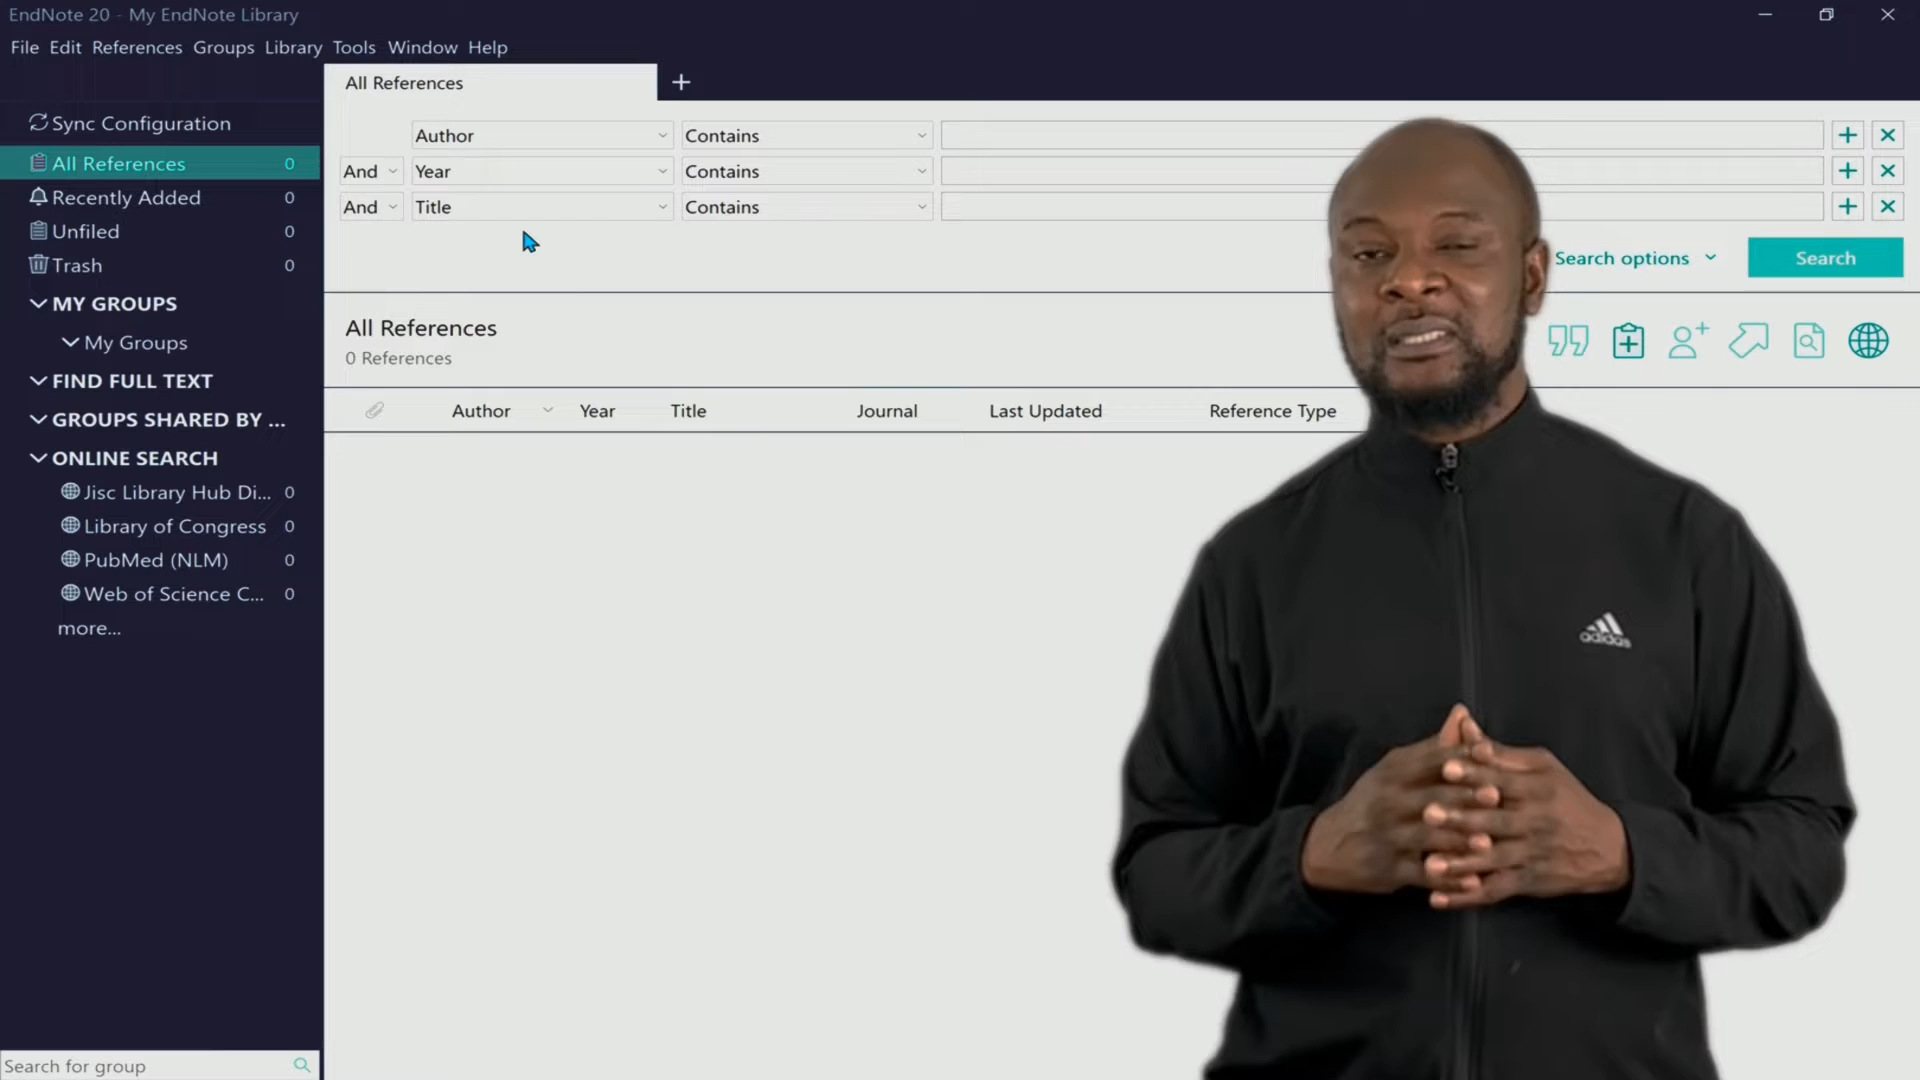 EndNote 20 - My EndNote Library
File Edit References Groups Library Tools Window Help
All References
Sync Configuration
All References 0
Recently Added 0
Unfiled 0
Trash 0
MY GROUPS
My Groups
FIND FULL TEXT
GROUPS SHARED BY ...
ONLINE SEARCH
Jisc Library Hub Di... 0
Library of Congress 0
PubMed (NLM) 0
Web of Science C... 0
more...
Search for group
Author Contains
And Year Contains
And Title Contains
Search options Search
All References
0 References
Author Year Title Journal Last Updated Reference Type
adidas